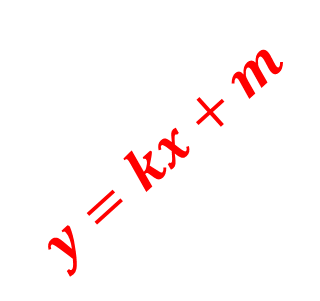 y = kx + m